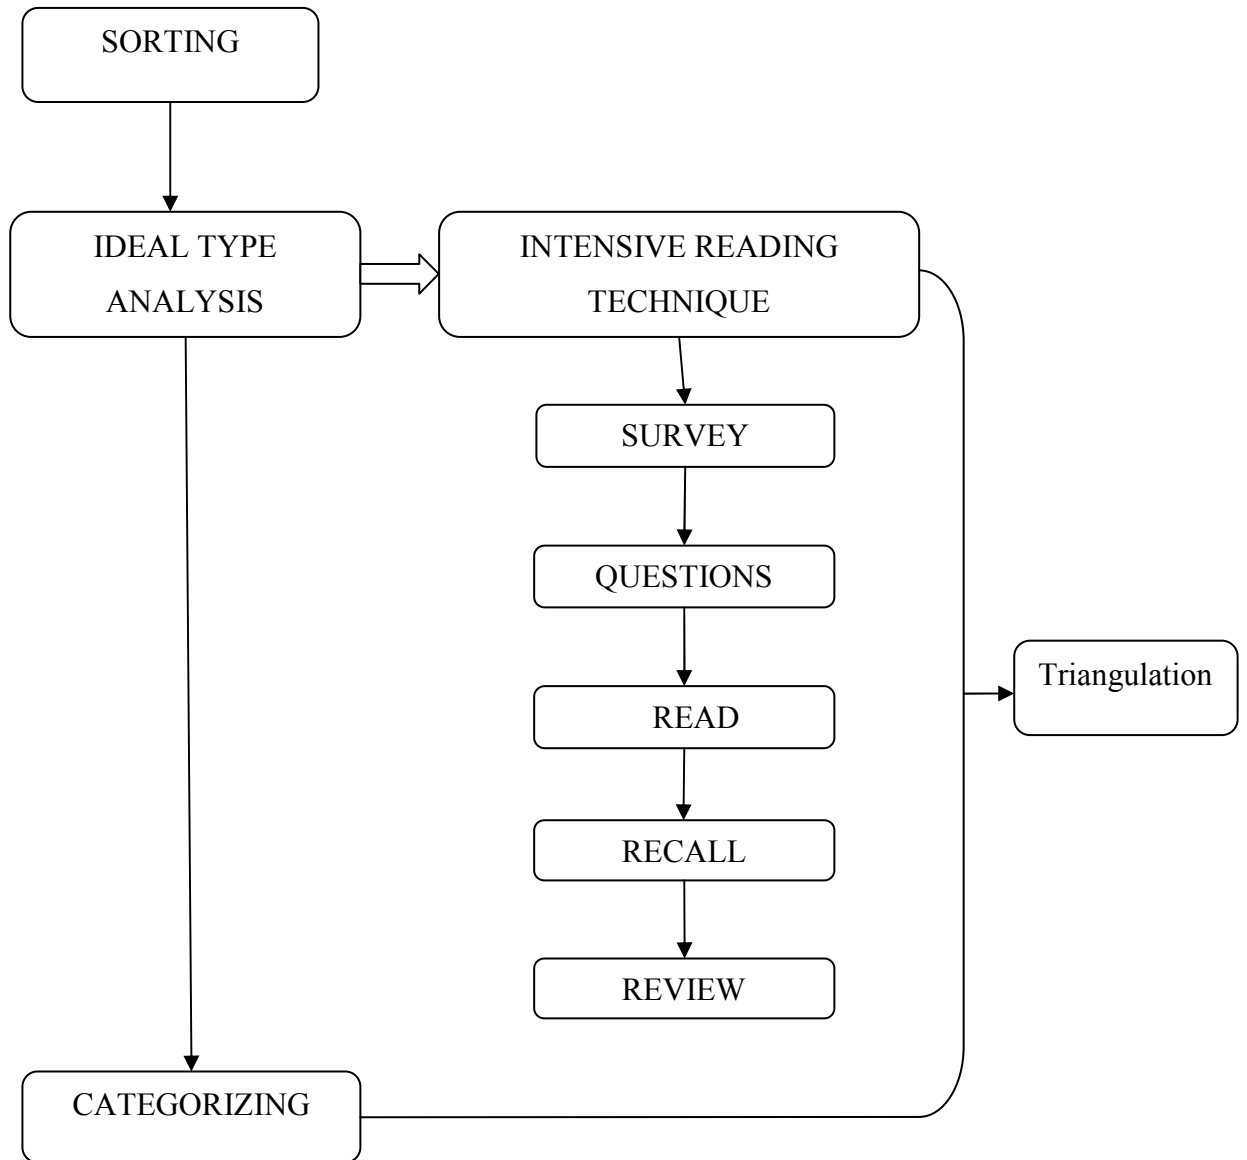 SORTING
IDEAL TYPE
ANALYSIS
INTENSIVE READING
TECHNIQUE
SURVEY
QUESTIONS
READ
RECALL
REVIEW
CATEGORIZING
Triangulation